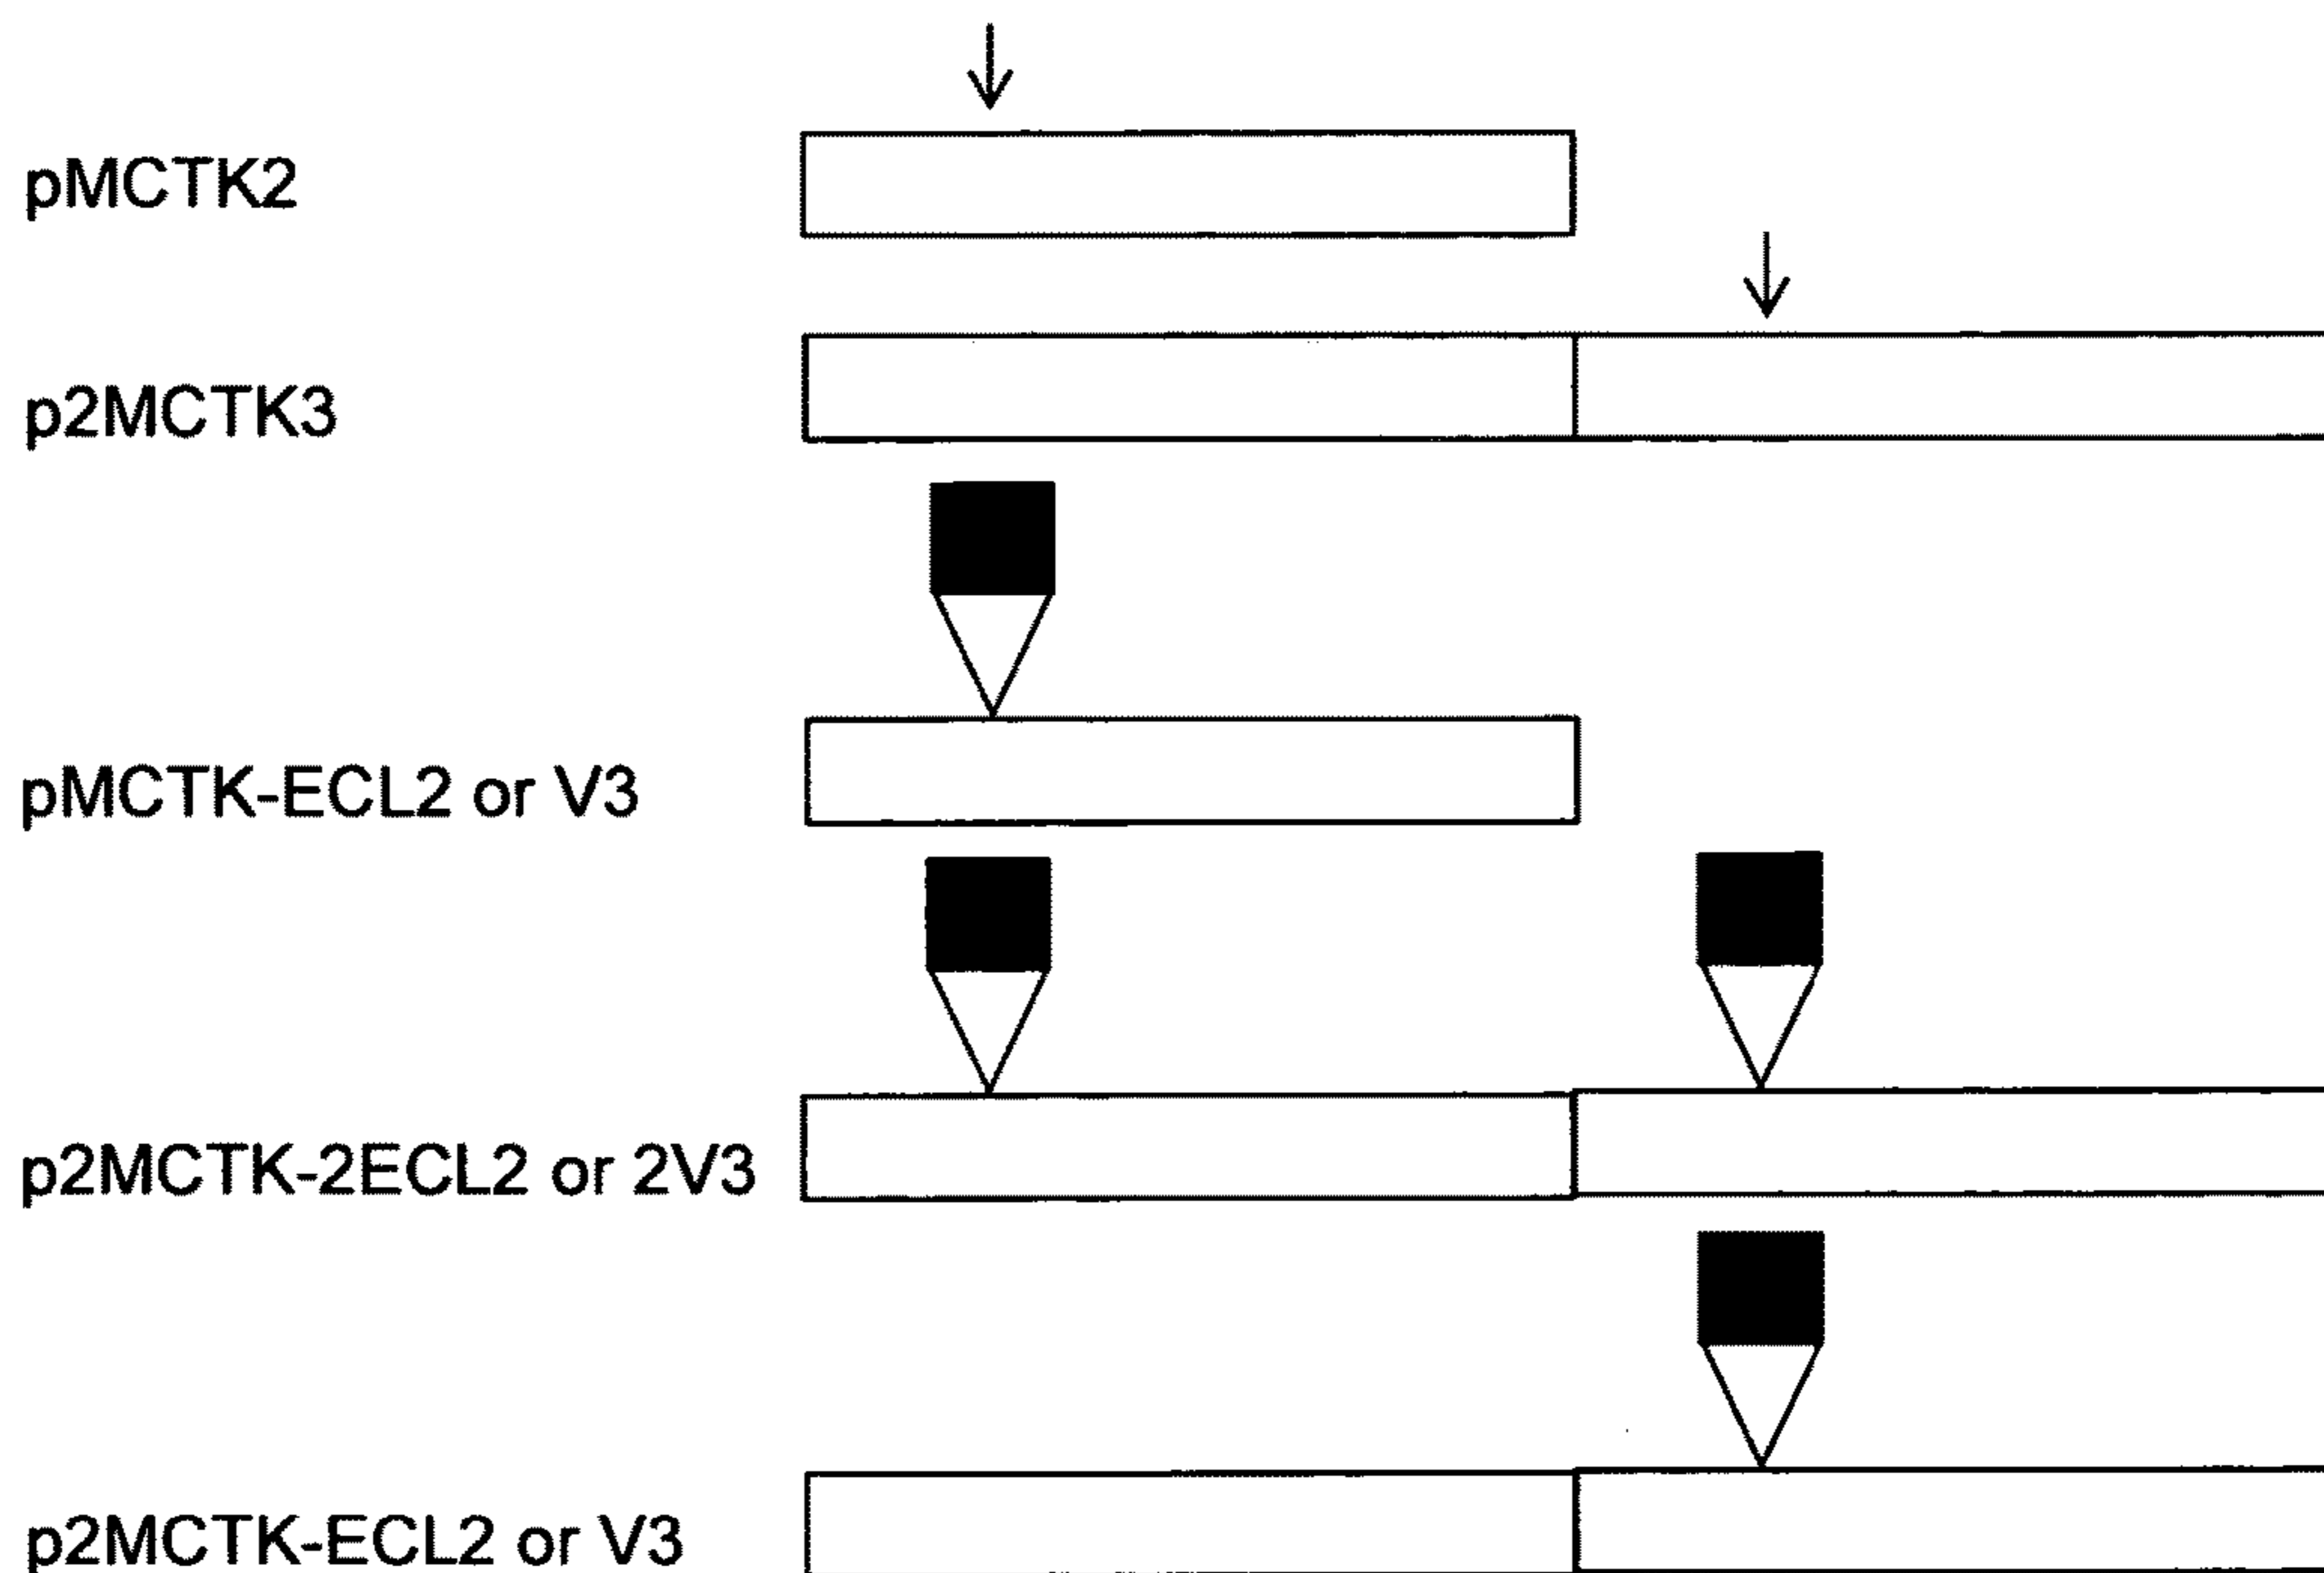 pMCTK2
p2MCTK3
pMCTK-ECL2 or V3
p2MCTK-2ECL2 or 2V3
p2MCTK-ECL2 or V3